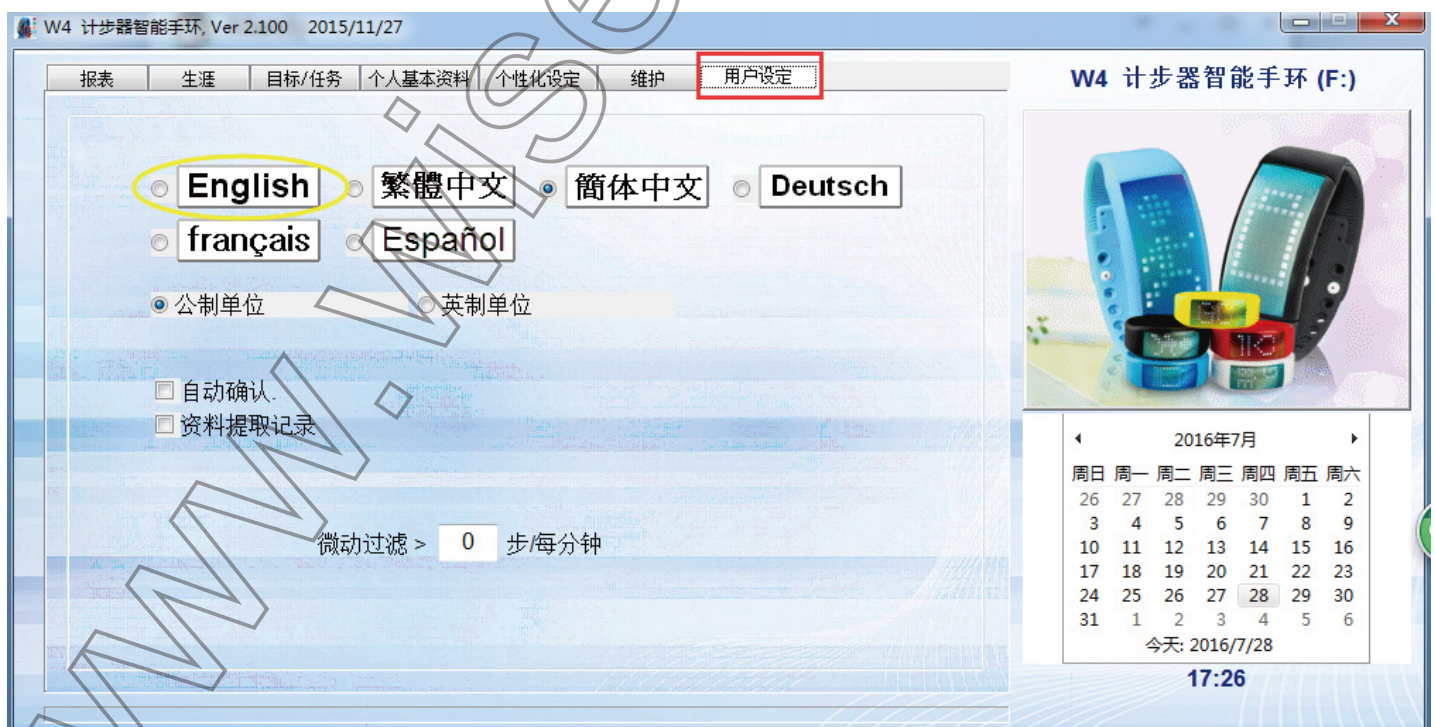 W4 计步器智能手环, Ver 2.100 2015/11/27
报表 生涯 目标/任务 个人基本资料 个性化设定 维护 用户设定
W4 计步器智能手环 (F:)
English 繁體中文 簡体中文 Deutsch
français Español
公制单位 英制单位
自动确认.
资料提取记录
微动过滤 > 0 步/每分钟
2016年7月
周日 周一 周二 周三 周四 周五 周六
26 27 28 29 30 1 2
3 4 5 6 7 8 9
10 11 12 13 14 15 16
17 18 19 20 21 22 23
24 25 26 27 28 29 30
31 1 2 3 4 5 6
今天: 2016/7/28
17:26
www.wise